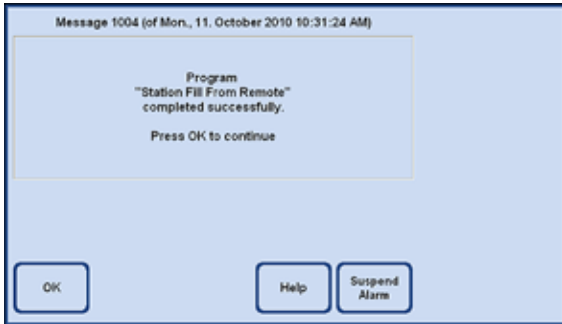 Message 1004 (of Mon., 11. October 2010 10:31:24 AM)
Program
"Station Fill From Remote"
completed successfully.
Press OK to continue
OK
Help
Suspend
Alarm